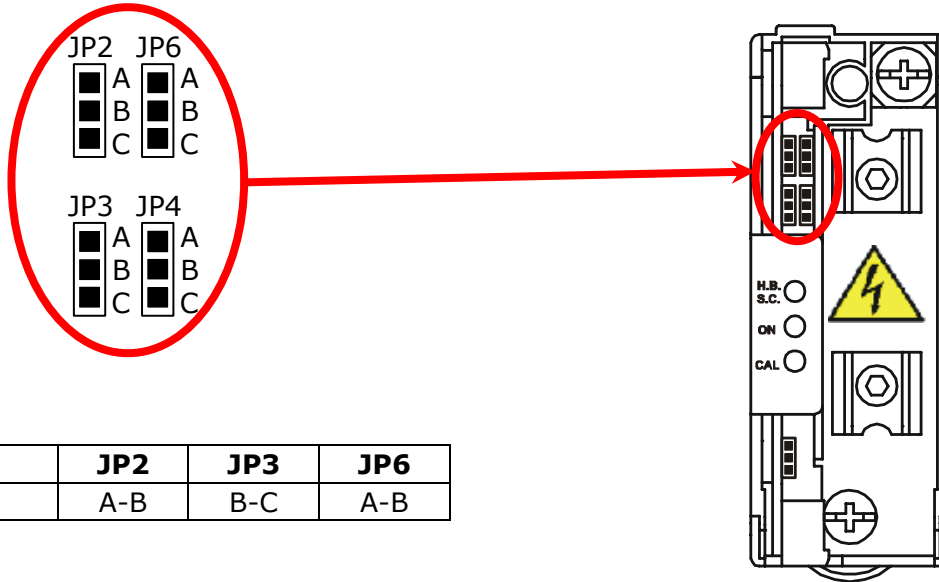 JP2 JP6
A A
B B
C C
JP3 JP4
A A
B B
C C
H.B.
S.C.
ON
CAL
JP2 JP3 JP6
A-B B-C A-B